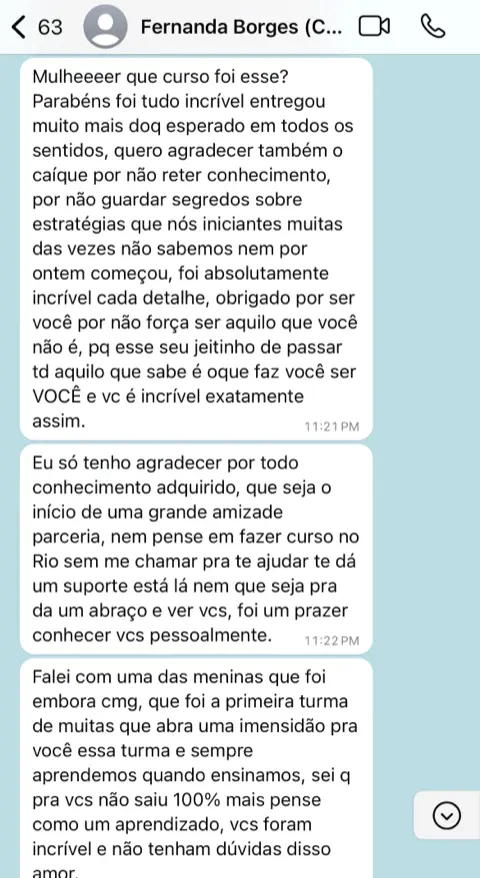 63 Fernanda Borges (C...
Mulheeeer que curso foi esse?
Parabéns foi tudo incrível entregou
muito mais doq esperado em todos os
sentidos, quero agradecer também o
caíque por não reter conhecimento,
por não guardar segredos sobre
estratégias que nós iniciantes muitas
das vezes não sabemos nem por
ontem começou, foi absolutamente
incrível cada detalhe, obrigado por ser
você por não força ser aquilo que você
não é, pq esse seu jeitinho de passar
td aquilo que sabe é oque faz você ser
VOCÊ e vc é incrível exatamente
assim.
11:21 PM
Eu só tenho agradecer por todo
conhecimento adquirido, que seja o
início de uma grande amizade
parceria, nem pense em fazer curso no
Rio sem me chamar pra te ajudar te dá
um suporte está lá nem que seja pra
da um abraço e ver vcs, foi um prazer
conhecer vcs pessoalmente.
11:22 PM
Falei com uma das meninas que foi
embora cmg, que foi a primeira turma
de muitas que abra uma imensidão pra
você essa turma e sempre
aprendemos quando ensinamos, sei q
pra vcs não saiu 100% mais pense
como um aprendizado, vcs foram
incrível e não tenham dúvidas disso
amor.